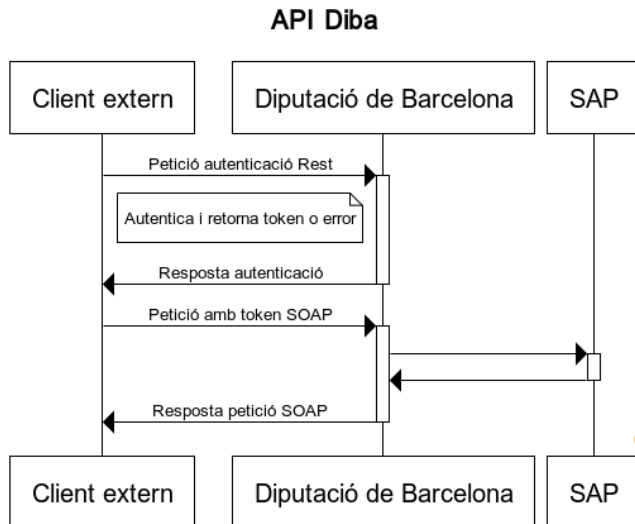 API Diba
Client extern
Diputació de Barcelona
SAP
Petició autenticació Rest
Autentica i retorna token o error
Resposta autenticació
Petició amb token SOAP
Resposta petició SOAP
Client extern
Diputació de Barcelona
SAP